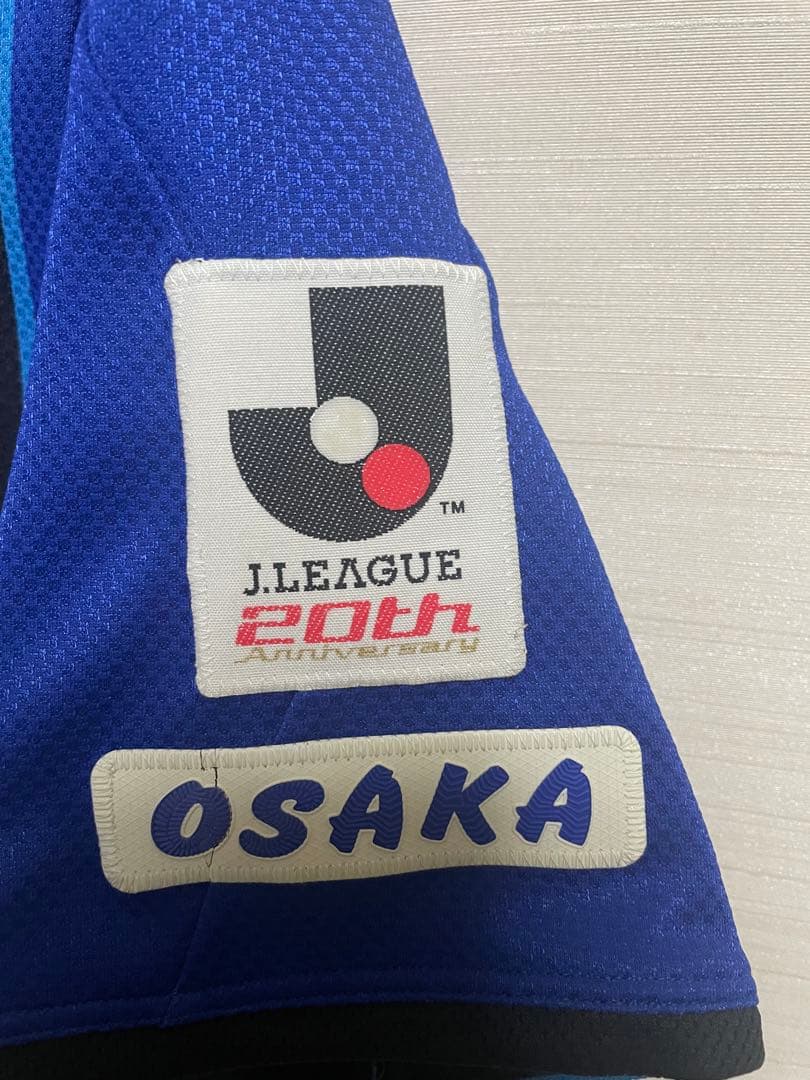 TM
J.LEAGUE
20th
Anniversary
OSAKA